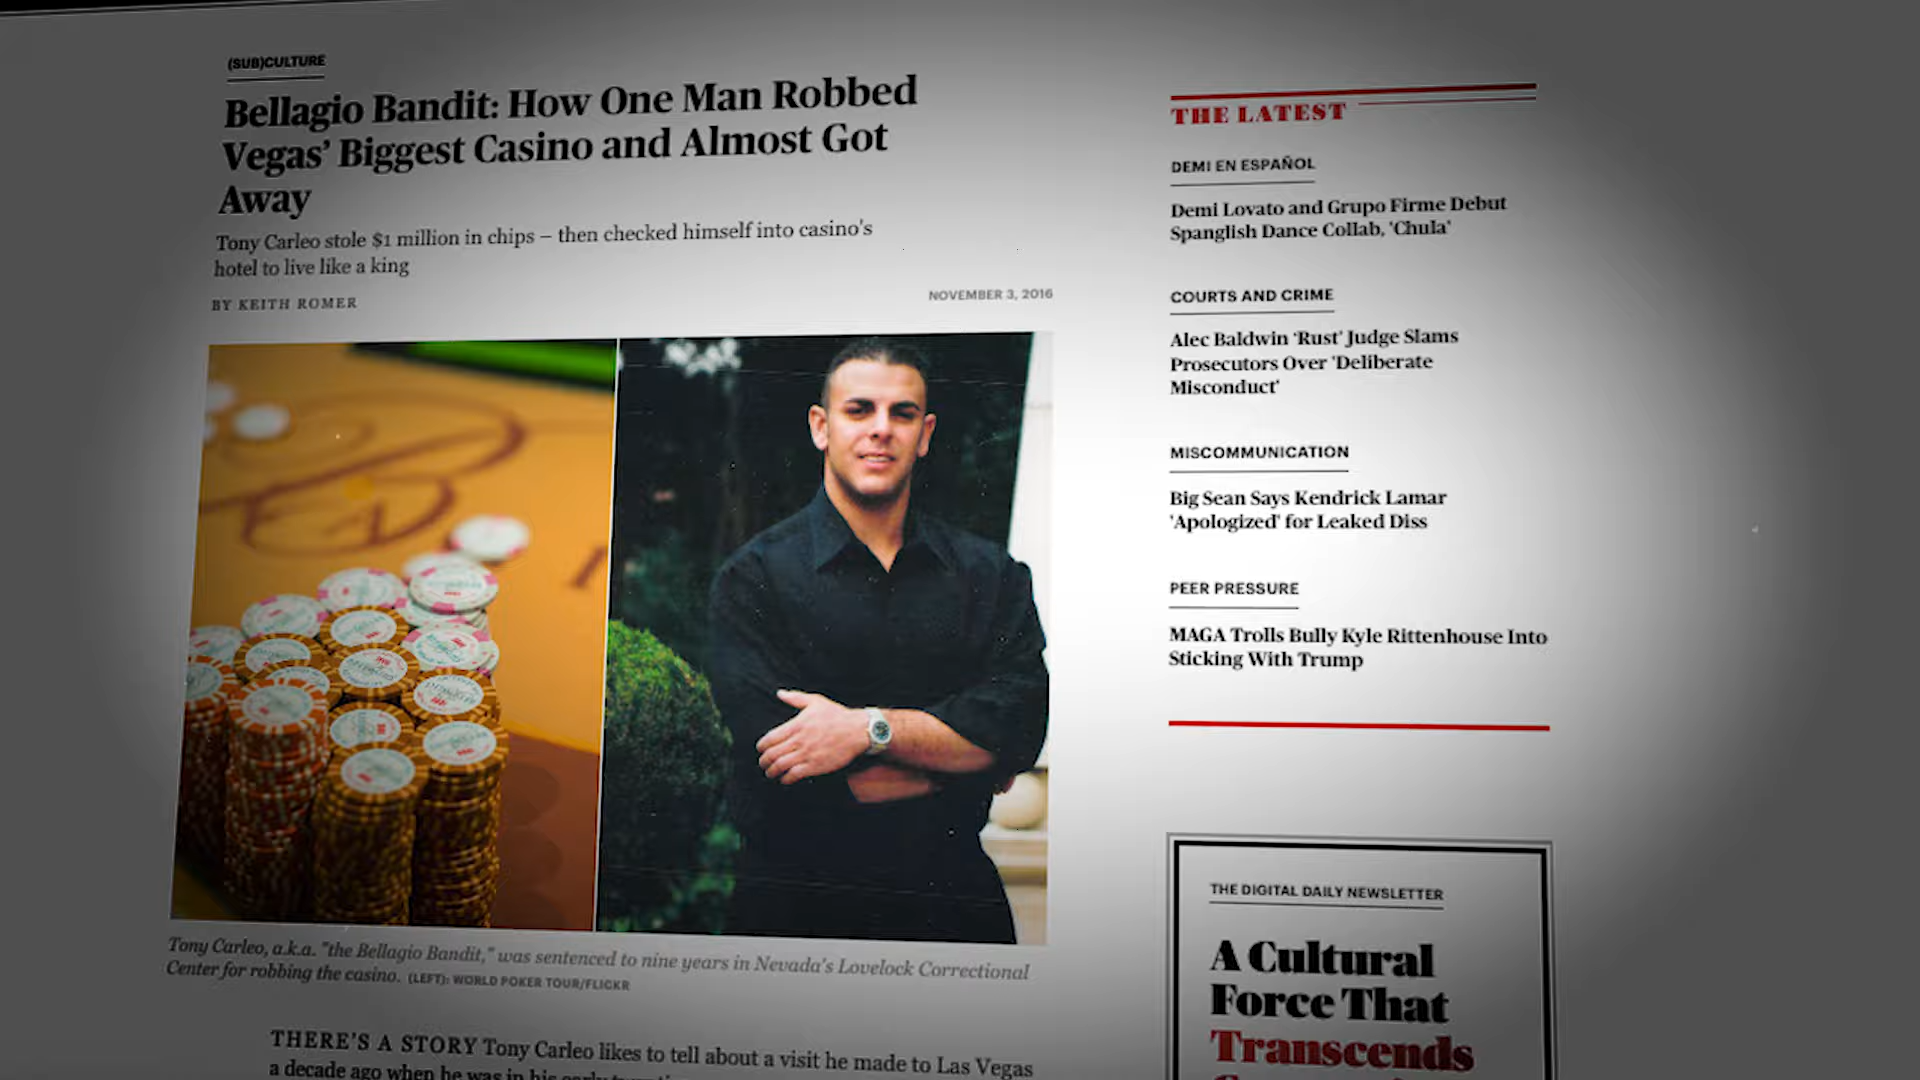 (SUB)CULTURE
Bellagio Bandit: How One Man Robbed
Vegas' Biggest Casino and Almost Got
Away
Tony Carleo stole $1 million in chips – then checked himself into casino's
hotel to live like a king
BY KEITH ROMER
NOVEMBER 3, 2016
Tony Carleo, a.k.a. "the Bellagio Bandit," was sentenced to nine years in Nevada's Lovelock Correctional
Center for robbing the casino. (LEFT): WORLD POKER TOUR/FLICKR
THERE'S A STORY Tony Carleo likes to tell about a visit he made to Las Vegas
a decade ago when he was in his early
THE LATEST
DEMI EN ESPAÑOL
Demi Lovato and Grupo Firme Debut
Spanglish Dance Collab, 'Chula'
COURTS AND CRIME
Alec Baldwin 'Rust' Judge Slams
Prosecutors Over 'Deliberate
Misconduct'
MISCOMMUNICATION
Big Sean Says Kendrick Lamar
'Apologized' for Leaked Diss
PEER PRESSURE
MAGA Trolls Bully Kyle Rittenhouse Into
Sticking With Trump
THE DIGITAL DAILY NEWSLETTER
A Cultural
Force That
Transcends